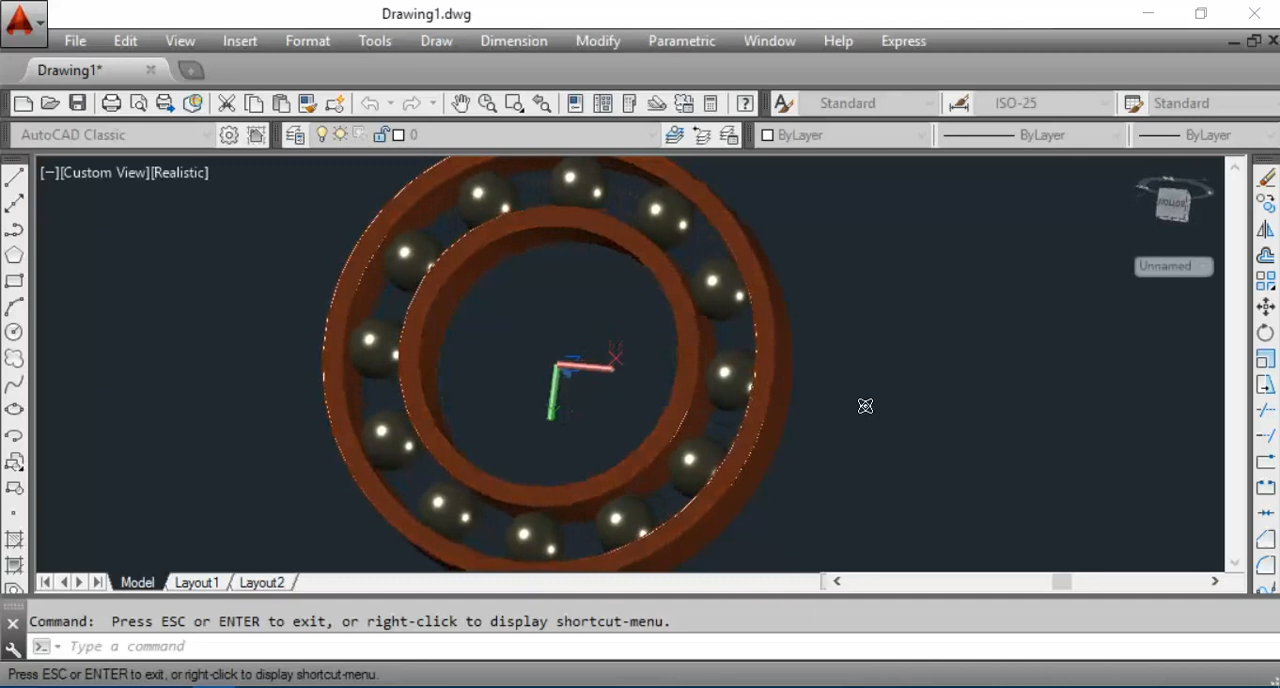 Drawing1.dwg
File Edit View Insert Format Tools Draw Dimension Modify Parametric Window Help Express
Drawing1*
Standard ISO-25 Standard
AutoCAD Classic 0 ByLayer ByLayer ByLayer
[−][Custom View][Realistic]
BOTTOM
Unnamed
X
Model Layout1 Layout2
Command: Press ESC or ENTER to exit, or right-click to display shortcut-menu.
Type a command
Press ESC or ENTER to exit, or right-click to display shortcut-menu.